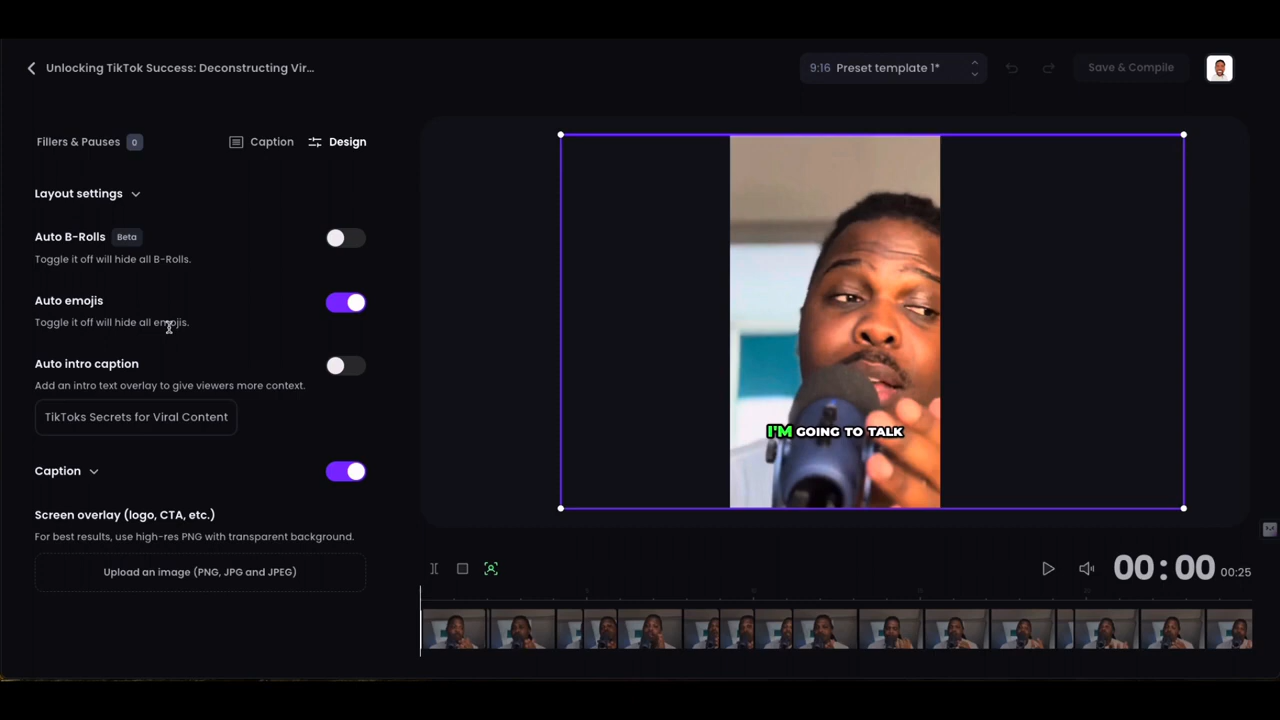 Unlocking TikTok Success: Deconstructing Vir...
9:16 Preset template 1*
Save & Compile
Fillers & Pauses 0
Caption
Design
Layout settings
Auto B-Rolls Beta
Toggle it off will hide all B-Rolls.
Auto emojis
Toggle it off will hide all emojis.
Auto intro caption
Add an intro text overlay to give viewers more context.
TikToks Secrets for Viral Content
Caption
Screen overlay (logo, CTA, etc.)
For best results, use high-res PNG with transparent background.
Upload an image (PNG, JPG and JPEG)
I'M GOING TO TALK
00:00 00:25